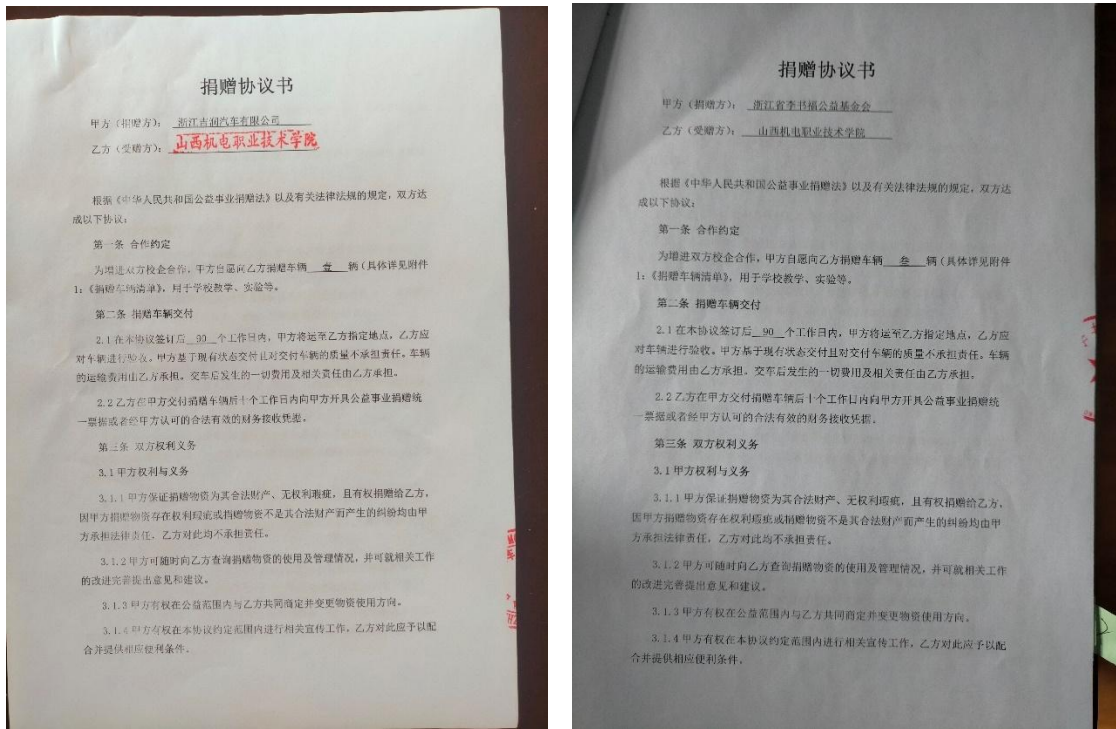 捐赠协议书
甲方（捐赠方）：浙江吉润汽车有限公司
乙方（受赠方）：山西机电职业技术学院
根据《中华人民共和国公益事业捐赠法》以及有关法律法规的规定，双方达
成以下协议：
第一条 合作约定
为增进双方校企合作，甲方自愿向乙方捐赠车辆 壹 辆（具体详见附件
1：《捐赠车辆清单》，用于学校教学、实验等。
第二条 捐赠车辆交付
2.1 在本协议签订后 90 个工作日内，甲方将运至乙方指定地点，乙方应
对车辆进行验收。甲方基于现有状态交付且对交付车辆的质量不承担责任。车辆
的运输费用由乙方承担。交车后发生的一切费用及相关责任由乙方承担。
2.2 乙方在甲方交付捐赠车辆后十个工作日内向甲方开具公益事业捐赠统
一票据或者经甲方认可的合法有效的财务接收凭据。
第三条 双方权利义务
3.1 甲方权利与义务
3.1.1 甲方保证捐赠物资为其合法财产、无权利瑕疵，且有权捐赠给乙方，
因甲方捐赠物资存在权利瑕疵或捐赠物资不是其合法财产而产生的纠纷均由甲
方承担法律责任，乙方对此均不承担责任。
3.1.2 甲方可随时向乙方查询捐赠物资的使用及管理情况，并可就相关工作
的改进完善提出意见和建议。
3.1.3 甲方有权在公益范围内与乙方共同商定并变更物资使用方向。
3.1.4 甲方有权在本协议约定范围内进行相关宣传工作，乙方对此应予以配
合并提供相应便利条件。
捐赠协议书
甲方（捐赠方）：浙江省李书福公益基金会
乙方（受赠方）：山西机电职业技术学院
根据《中华人民共和国公益事业捐赠法》以及有关法律法规的规定，双方达
成以下协议：
第一条 合作约定
为增进双方校企合作，甲方自愿向乙方捐赠车辆 叁 辆（具体详见附件
1：《捐赠车辆清单》，用于学校教学、实验等。
第二条 捐赠车辆交付
2.1 在本协议签订后 90 个工作日内，甲方将运至乙方指定地点，乙方应
对车辆进行验收。甲方基于现有状态交付且对交付车辆的质量不承担责任。车辆
的运输费用由乙方承担。交车后发生的一切费用及相关责任由乙方承担。
2.2 乙方在甲方交付捐赠车辆后十个工作日内向甲方开具公益事业捐赠统
一票据或者经甲方认可的合法有效的财务接收凭据。
第三条 双方权利义务
3.1 甲方权利与义务
3.1.1 甲方保证捐赠物资为其合法财产、无权利瑕疵，且有权捐赠给乙方，
因甲方捐赠物资存在权利瑕疵或捐赠物资不是其合法财产而产生的纠纷均由甲
方承担法律责任，乙方对此均不承担责任。
3.1.2 甲方可随时向乙方查询捐赠物资的使用及管理情况，并可就相关工作
的改进完善提出意见和建议。
3.1.3 甲方有权在公益范围内与乙方共同商定并变更物资使用方向。
3.1.4 甲方有权在本协议约定范围内进行相关宣传工作，乙方对此应予以配
合并提供相应便利条件。